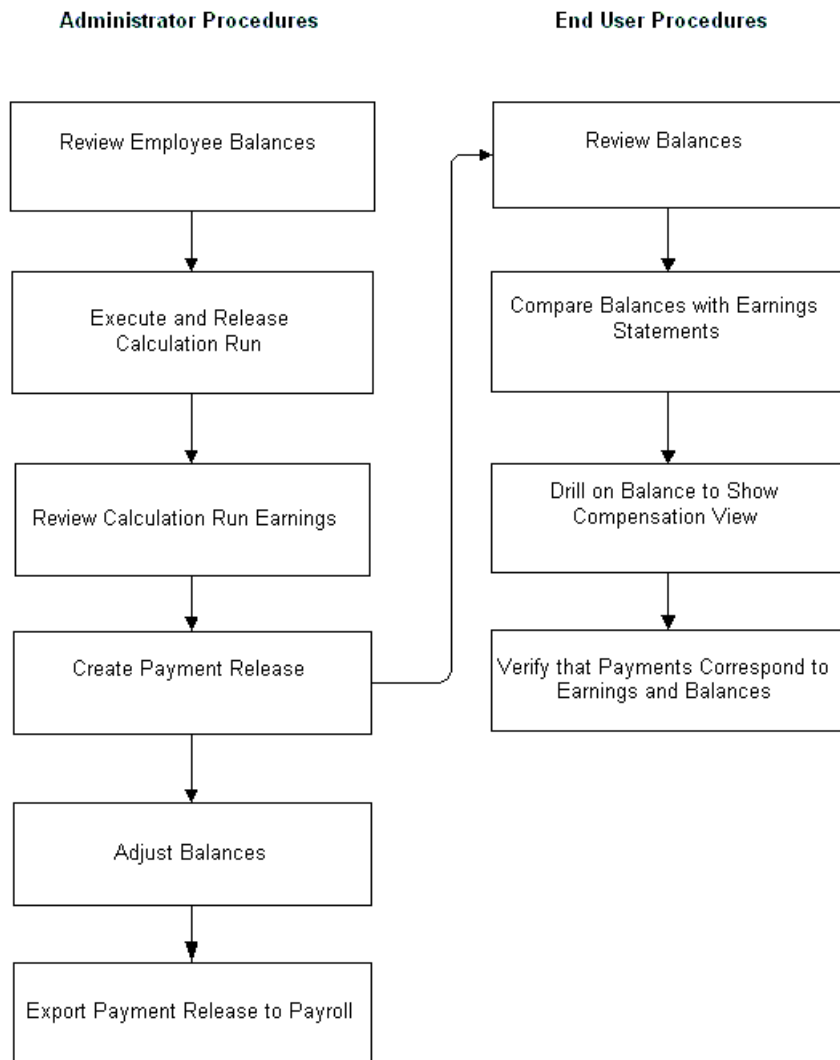 Administrator Procedures
Review Employee Balances
Execute and Release
Calculation Run
Review Calculation Run Earnings
Create Payment Release
Adjust Balances
Export Payment Release to Payroll
End User Procedures
Review Balances
Compare Balances with Earnings
Statements
Drill on Balance to Show
Compensation View
Verify that Payments Correspond to
Earnings and Balances